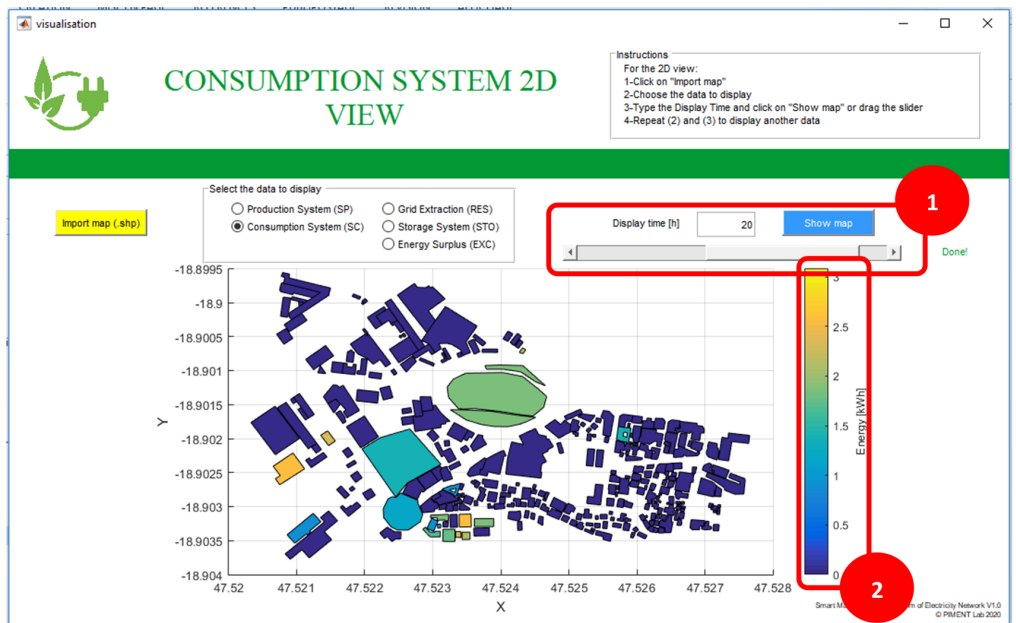 visualisation
CONSUMPTION SYSTEM 2D
VIEW
Instructions
For the 2D view:
1-Click on "Import map"
2-Choose the data to display
3-Type the Display Time and click on "Show map" or drag the slider
4-Repeat (2) and (3) to display another data
Import map (.shp)
Select the data to display
Production System (SP)
Grid Extraction (RES)
Consumption System (SC)
Storage System (STO)
Energy Surplus (EXC)
Display time [h]
20
Show map
1
Done!
-18.8995
-18.9
-18.9005
-18.901
-18.9015
-18.902
-18.9025
-18.903
-18.9035
-18.904
Y
47.52
47.521
47.522
47.523
47.524
47.525
47.526
47.527
47.528
X
3
2.5
2
1.5
1
0.5
0
Energy [kWh]
2
Smart M
m of Electricity Network V1.0
© PIMENT Lab 2020